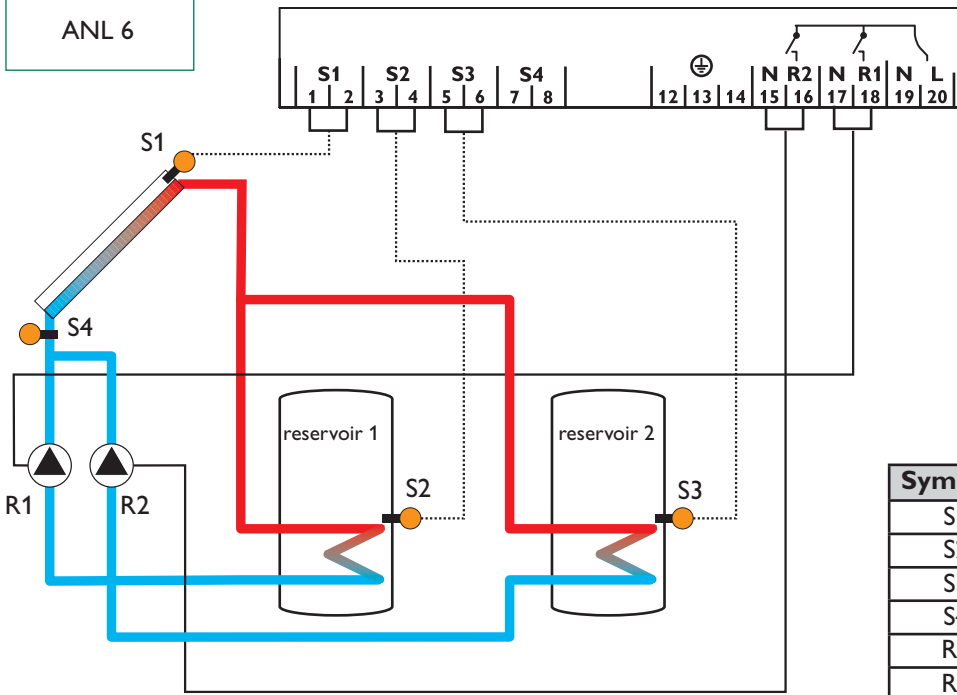 ANL 6
S1 S2 S3 S4 N R2 N R1 N L
1 2 3 4 5 6 7 8 12 13 14 15 16 17 18 19 20
S1
S4
reservoir 1
reservoir 2
S2
S3
R1
R2
Sym
S
S
S
S
R
R